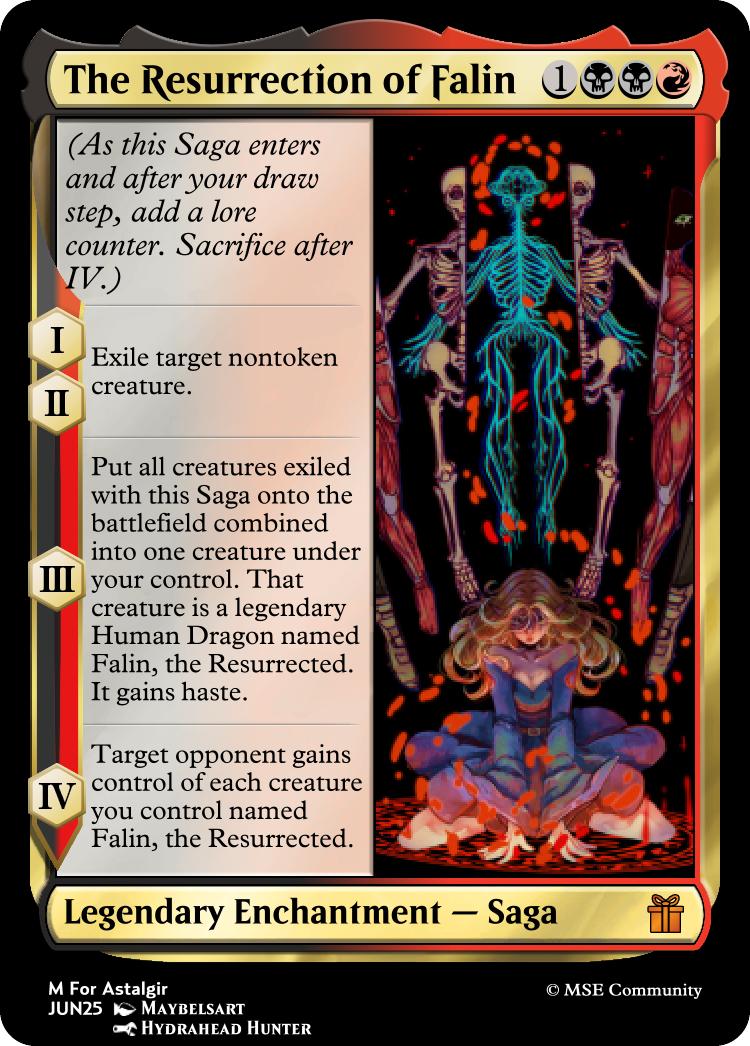 The Resurrection of Falin 1
(As this Saga enters
and after your draw
step, add a lore
counter. Sacrifice after
IV.)
I
II
Exile target nontoken
creature.
III
Put all creatures exiled
with this Saga onto the
battlefield combined
into one creature under
your control. That
creature is a legendary
Human Dragon named
Falin, the Resurrected.
It gains haste.
IV
Target opponent gains
control of each creature
you control named
Falin, the Resurrected.
Legendary Enchantment — Saga
M For Astalgir
JUN25 Maybelsart
Hydrahead Hunter
© MSE Community